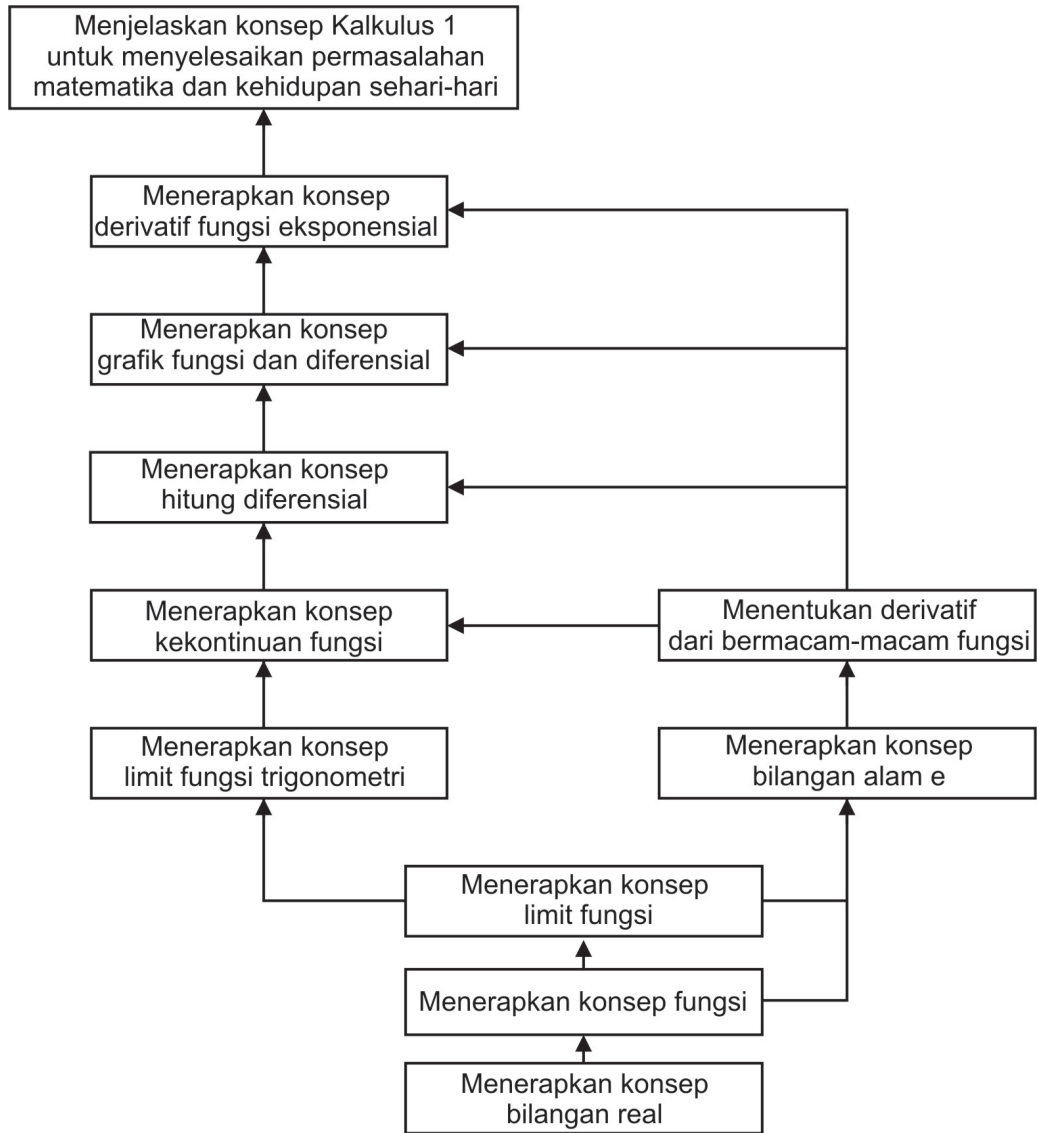 Menjelaskan konsep Kalkulus 1
untuk menyelesaikan permasalahan
matematika dan kehidupan sehari-hari
Menerapkan konsep
derivatif fungsi eksponensial
Menerapkan konsep
grafik fungsi dan diferensial
Menerapkan konsep
hitung diferensial
Menerapkan konsep
kekontinuan fungsi
Menentukan derivatif
dari bermacam-macam fungsi
Menerapkan konsep
limit fungsi trigonometri
Menerapkan konsep
bilangan alam e
Menerapkan konsep
limit fungsi
Menerapkan konsep fungsi
Menerapkan konsep
bilangan real